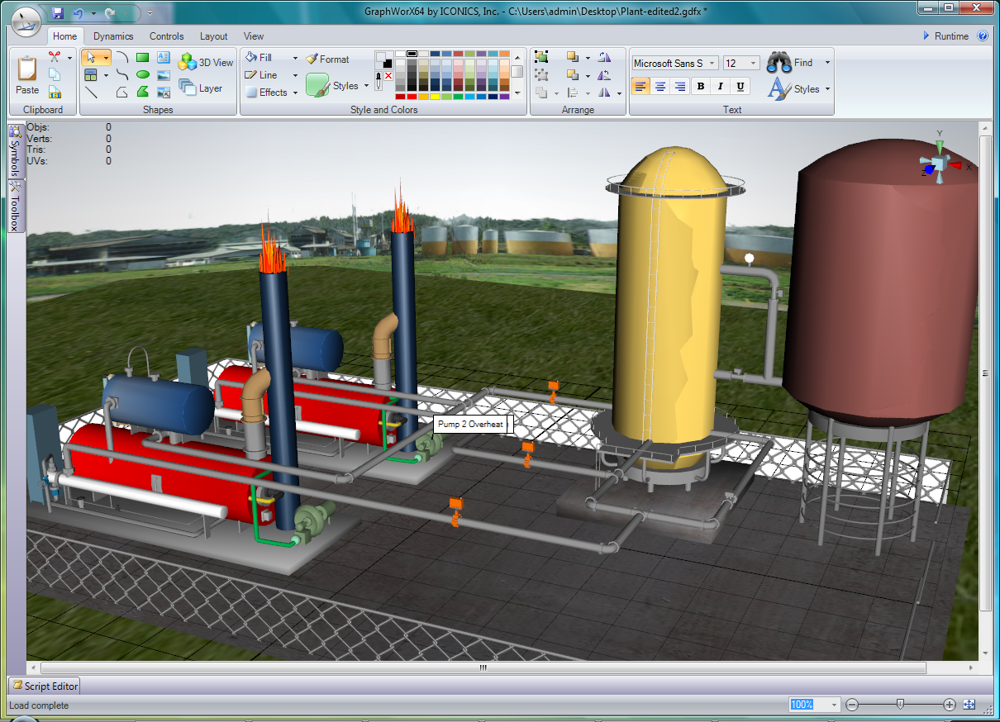 GraphWorX64 by ICONICS, Inc. - C:\Users\admin\Desktop\Plant-edited2.gdfx *
Home Dynamics Controls Layout View Runtime
Paste
Clipboard
3D View
Layer
Shapes
Fill
Line
Effects
Format
Styles
Style and Colors
Arrange
Microsoft Sans S 12
B I U
Find
Styles
Text
Objs: 0
Verts: 0
Tris: 0
UVs: 0
Symbols
Toolbox
Y
X
Z
Pump 2 Overheat
Script Editor
Load complete
100%